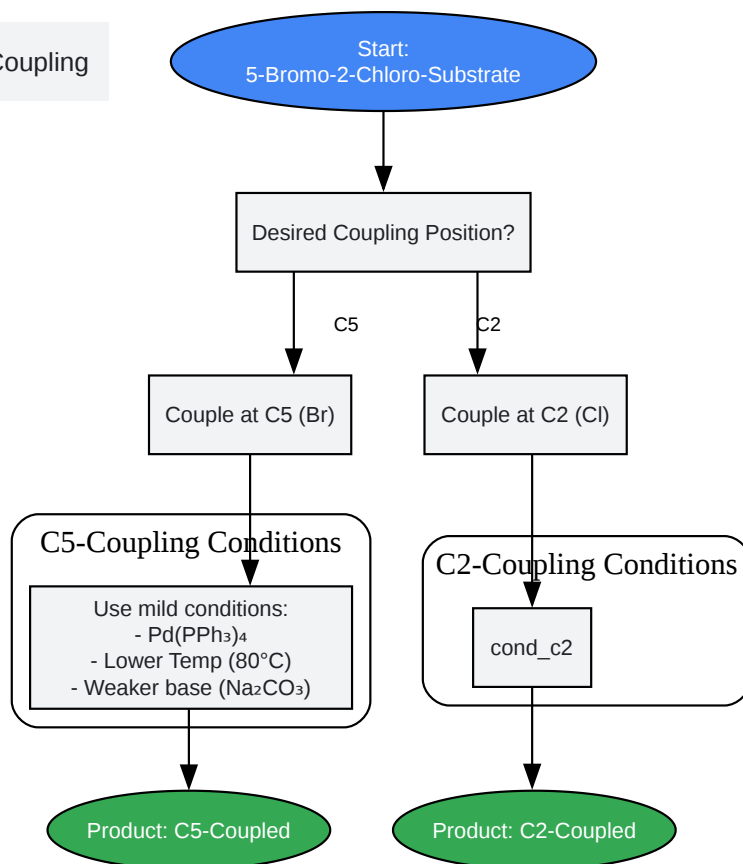 Coupling
Start:
5-Bromo-2-Chloro-Substrate
Desired Coupling Position?
C5
C2
Couple at C5 (Br)
Couple at C2 (Cl)
C5-Coupling Conditions
C2-Coupling Conditions
Use mild conditions:
- Pd(PPh₃)₄
- Lower Temp (80°C)
- Weaker base (Na₂CO₃)
cond_c2
Product: C5-Coupled
Product: C2-Coupled